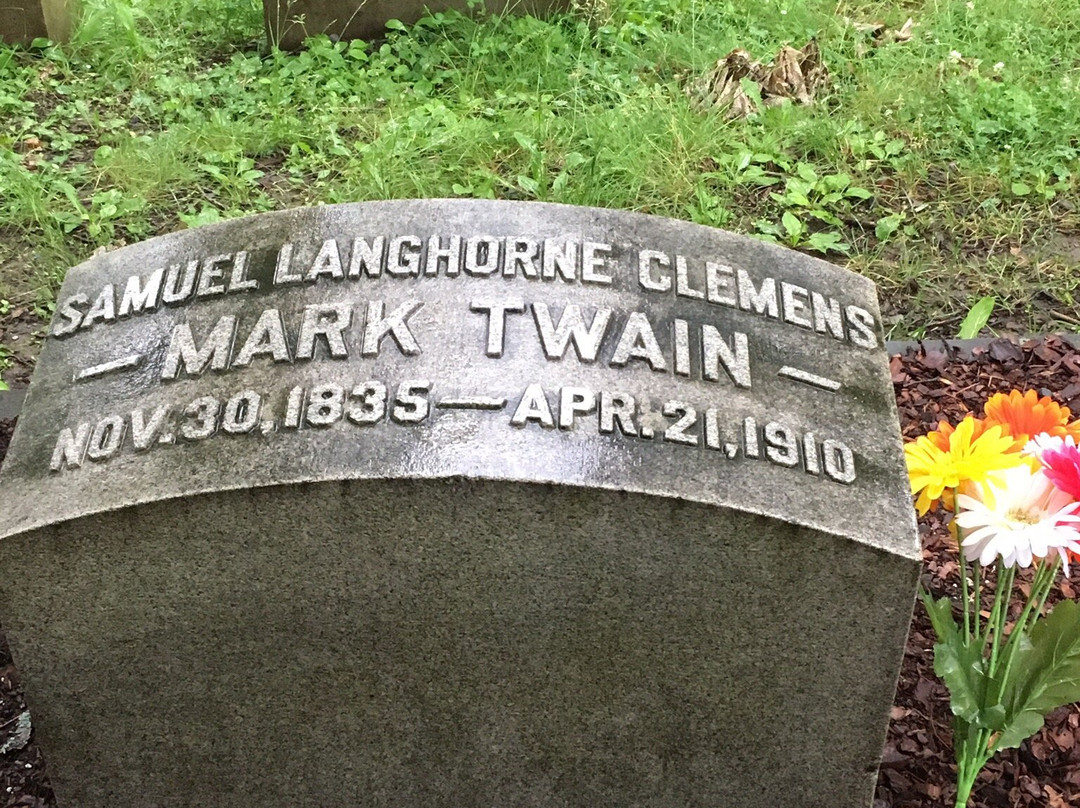 SAMUEL LANGHORNE CLEMENS
— MARK TWAIN —
NOV. 30, 1835 — APR. 21, 1910